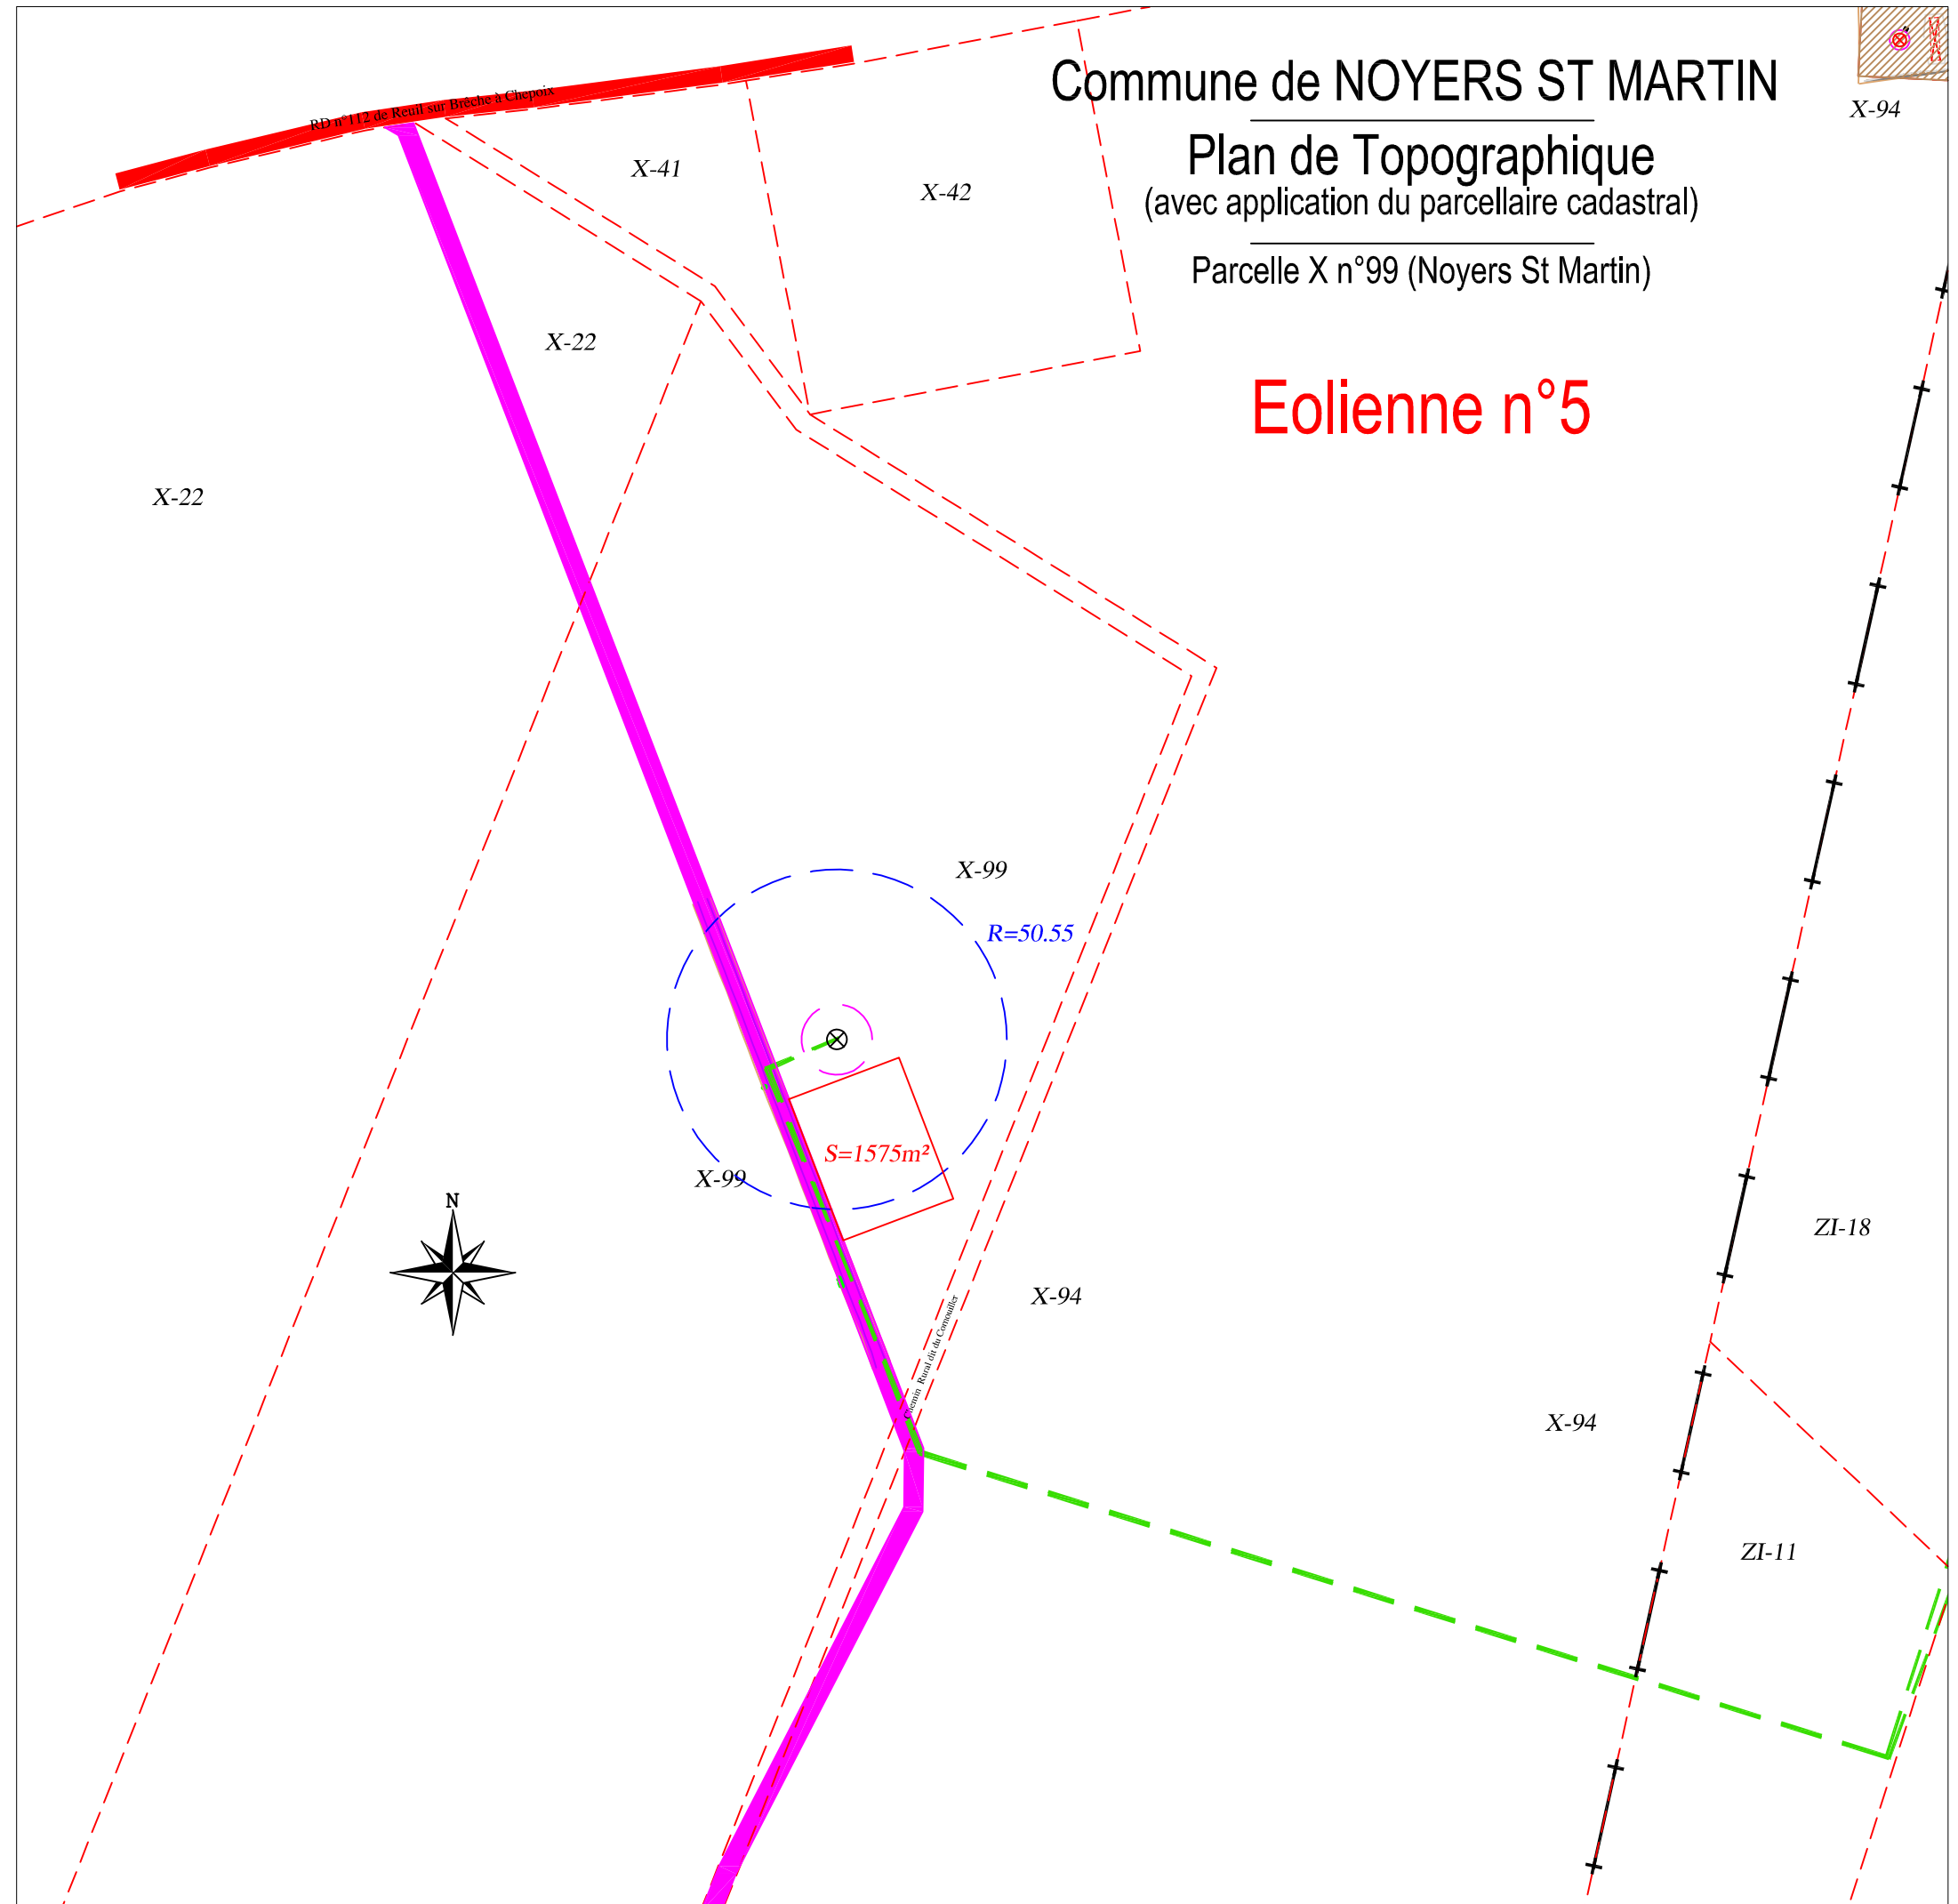 Commune de NOYERS ST MARTIN
Plan de Topographique
(avec application du parcellaire cadastral)
Parcelle X n°99 (Noyers St Martin)
Eolienne n°5
RD n°112 de Reuil sur Brêche à Chepoix
X-94
X-41
X-42
X-22
X-22
X-99
R=50.55
S=1575m²
X-99
N
ZI-18
X-94
Chemin Rural dit du Cornouiller
X-94
ZI-11